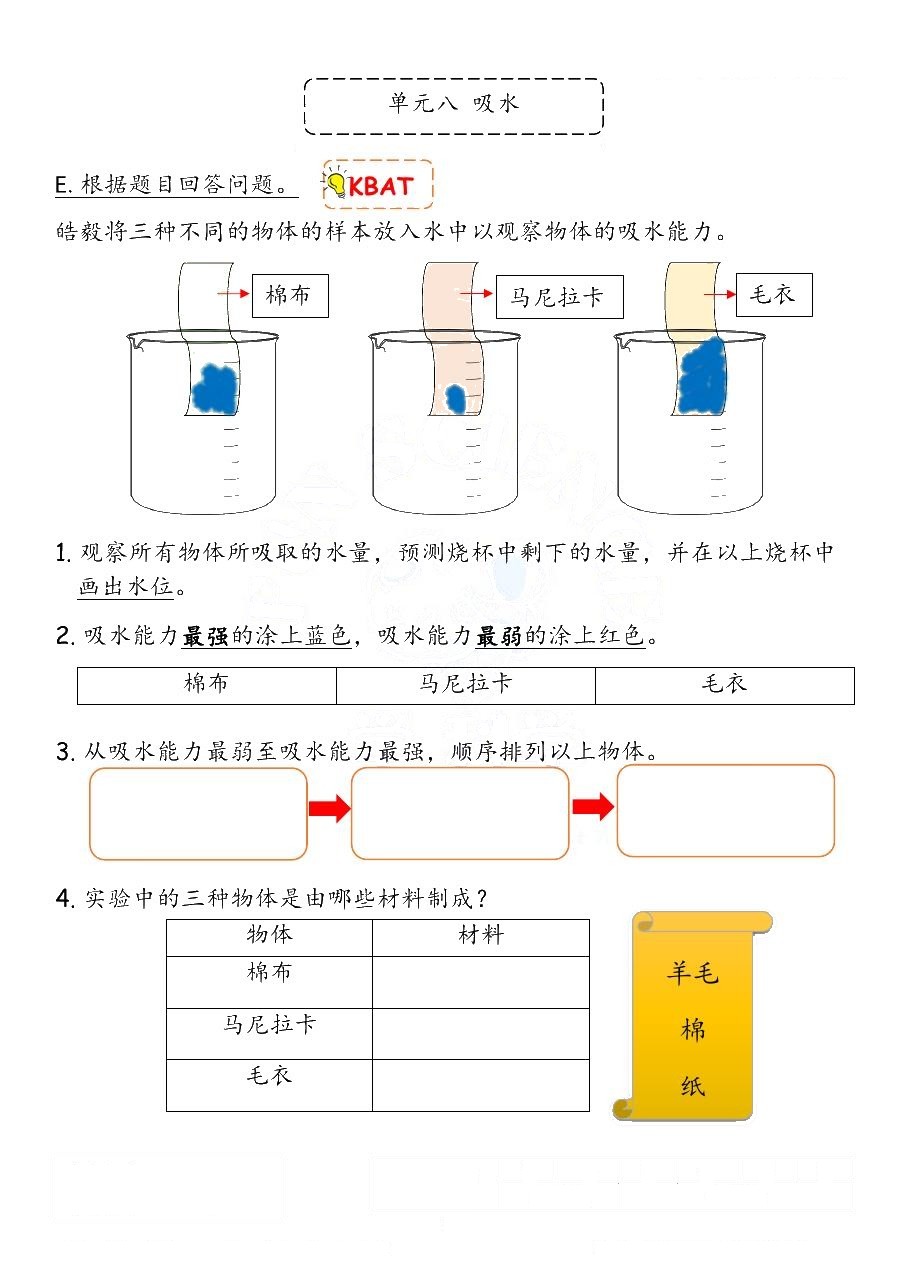 单元八 吸水
E. 根据题目回答问题。
KBAT
皓毅将三种不同的物体的样本放入水中以观察物体的吸水能力。
棉布
马尼拉卡
毛衣
1. 观察所有物体所吸取的水量，预测烧杯中剩下的水量，并在以上烧杯中
画出水位。
2. 吸水能力最强的涂上蓝色，吸水能力最弱的涂上红色。
棉布 马尼拉卡 毛衣
3. 从吸水能力最弱至吸水能力最强，顺序排列以上物体。
4. 实验中的三种物体是由哪些材料制成？
物体 材料
棉布
马尼拉卡
毛衣
羊毛
棉
纸